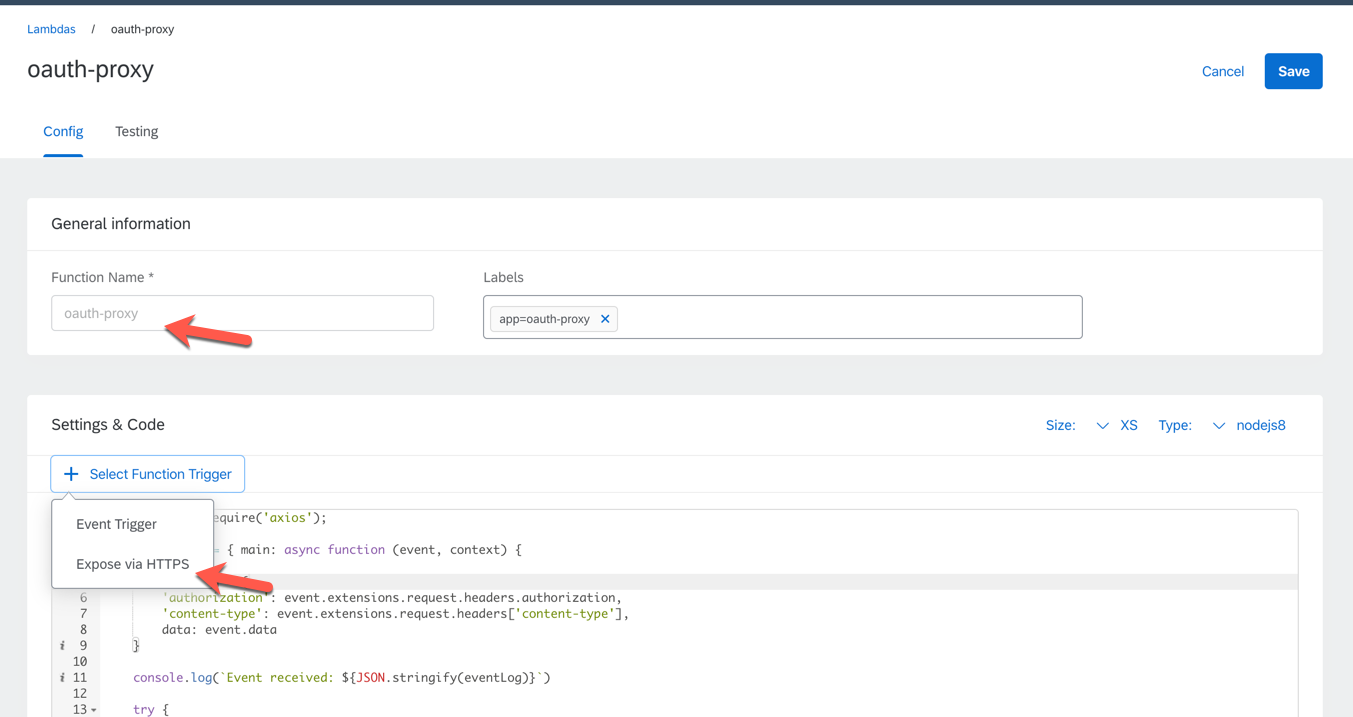 Lambdas / oauth-proxy
oauth-proxy
Cancel Save
Config Testing
General information
Function Name * Labels
oauth-proxy app=oauth-proxy ✕
Settings & Code Size: XS Type: nodejs8
+ Select Function Trigger
Event Trigger
equire('axios');
= { main: async function (event, context) {
Expose via HTTPS
6 'authorization': event.extensions.request.headers.authorization,
7 'content-type': event.extensions.request.headers['content-type'],
8 data: event.data
i 9 }
10
i 11 console.log(`Event received: ${JSON.stringify(eventLog)}`)
12
13 try {